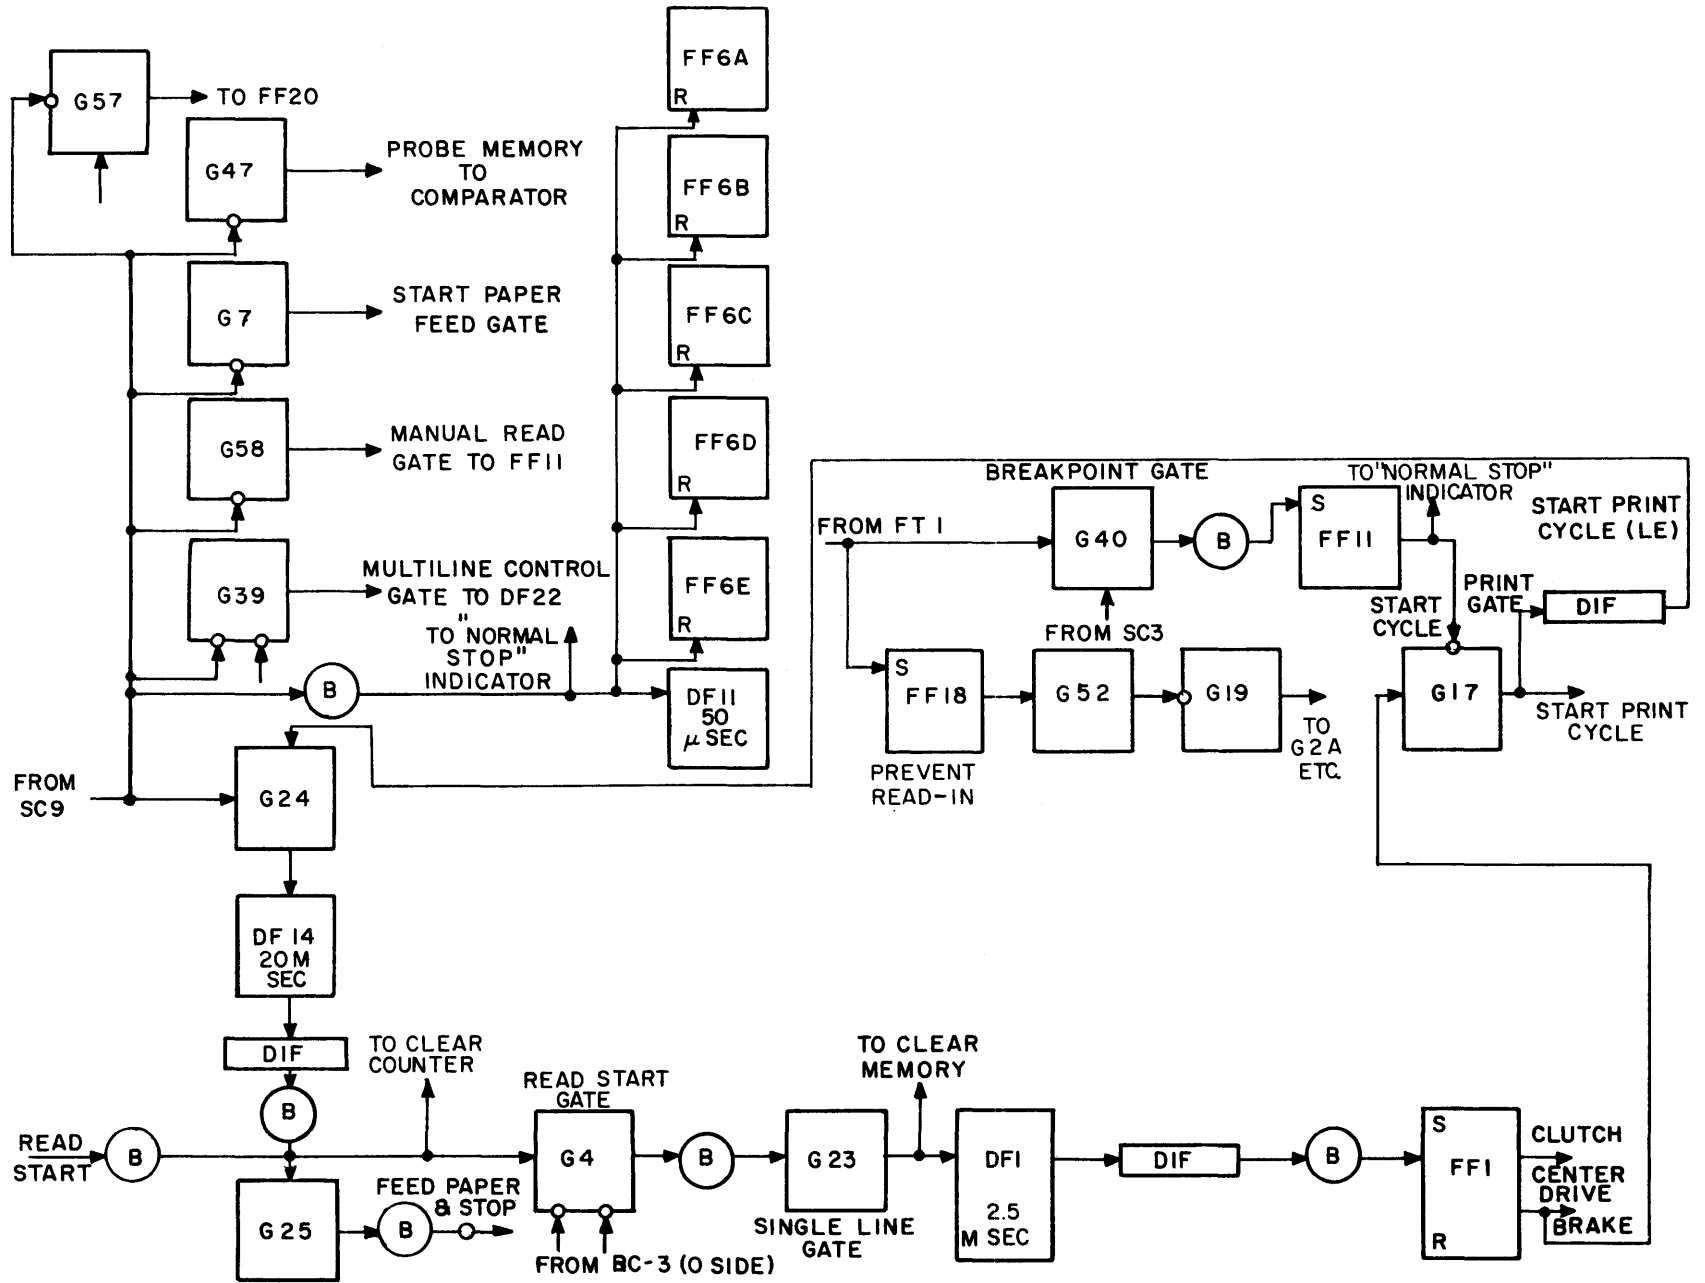 G57
TO FF20
G47
PROBE MEMORY
TO
COMPARATOR
G7
START PAPER
FEED GATE
G58
MANUAL READ
GATE TO FF11
G39
MULTILINE CONTROL
GATE TO DF22
"
TO "NORMAL
STOP"
INDICATOR
B
FROM
SC9
G24
DF14
20M
SEC
DIF
B
FF6A
R
FF6B
R
FF6C
R
FF6D
R
FF6E
R
DF11
50
μ SEC
BREAKPOINT GATE
FROM FT 1
G40
FROM SC3
B
S
FF11
TO "NORMAL STOP"
INDICATOR
START PRINT
CYCLE (LE)
PRINT
GATE
DIF
START
CYCLE
S
FF18
PREVENT
READ-IN
G52
G19
TO
G2A
ETC.
G17
START PRINT
CYCLE
READ
START
B
TO CLEAR
COUNTER
G25
B
FEED PAPER
& STOP
READ START
GATE
G4
FROM BC-3 (O SIDE)
B
G23
SINGLE LINE
GATE
TO CLEAR
MEMORY
DF1
2.5
M SEC
DIF
B
S
FF1
R
CLUTCH
CENTER
DRIVE
BRAKE